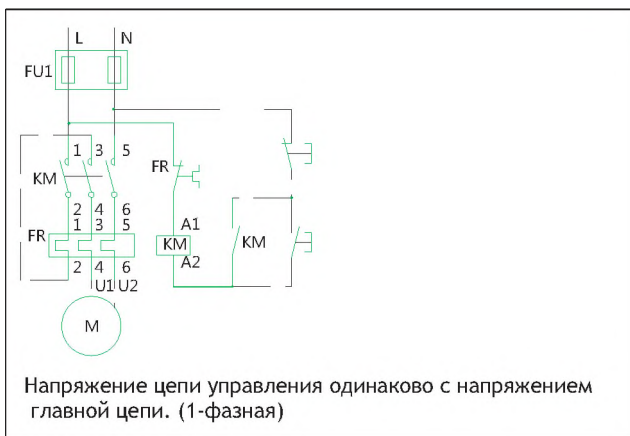 L N
FU1
1 3 5
FR
KM
2 4 6
1 3 5
FR
A1
KM
KM
A2
2 4 6
U1 U2
M
Напряжение цепи управления одинаково с напряжением
главной цепи. (1-фазная)